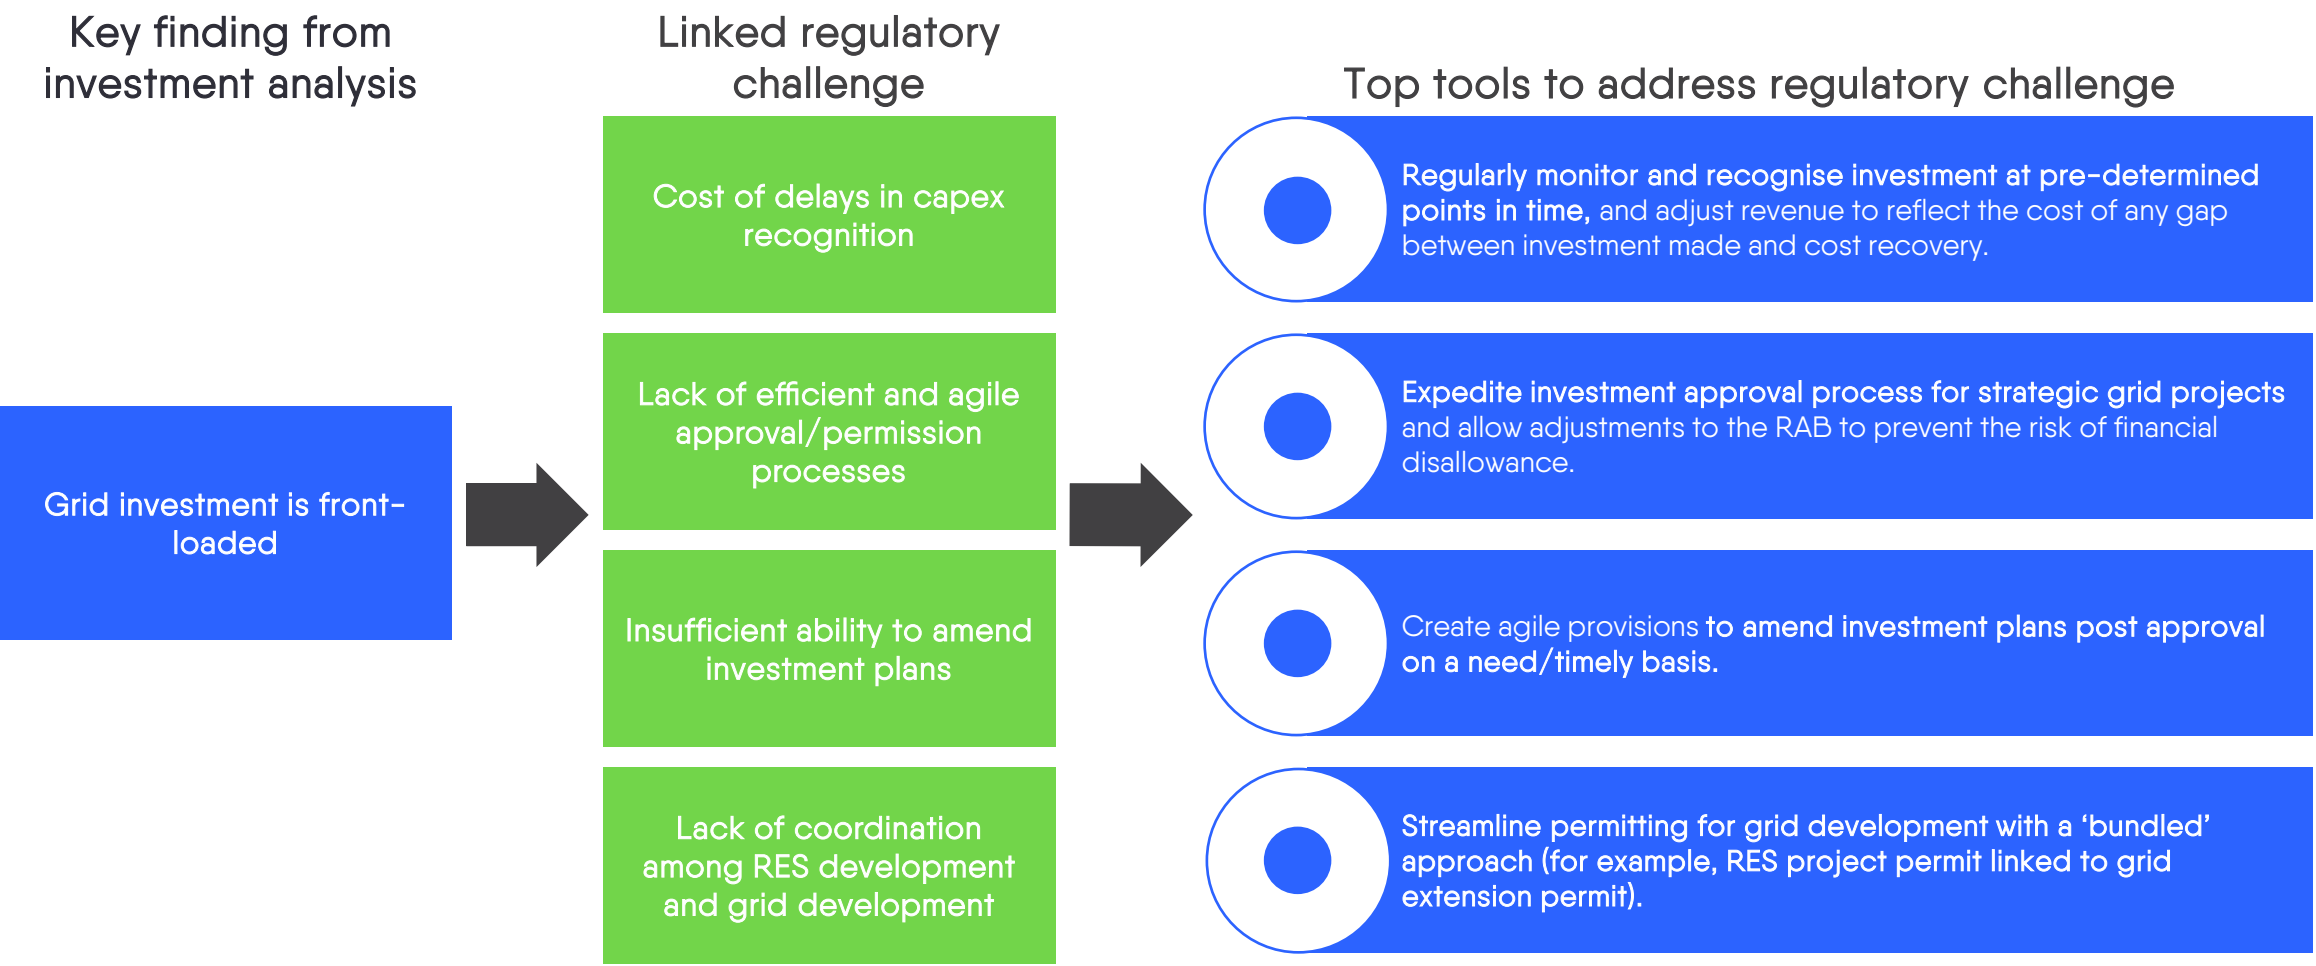 Key finding from
investment analysis
Linked regulatory
challenge
Top tools to address regulatory challenge
Grid investment is front-
loaded
Cost of delays in capex
recognition
Lack of efficient and agile
approval/permission
processes
Insufficient ability to amend
investment plans
Lack of coordination
among RES development
and grid development
Regularly monitor and recognise investment at pre-determined
points in time, and adjust revenue to reflect the cost of any gap
between investment made and cost recovery.
Expedite investment approval process for strategic grid projects
and allow adjustments to the RAB to prevent the risk of financial
disallowance.
Create agile provisions to amend investment plans post approval
on a need/timely basis.
Streamline permitting for grid development with a ‘bundled’
approach (for example, RES project permit linked to grid
extension permit).